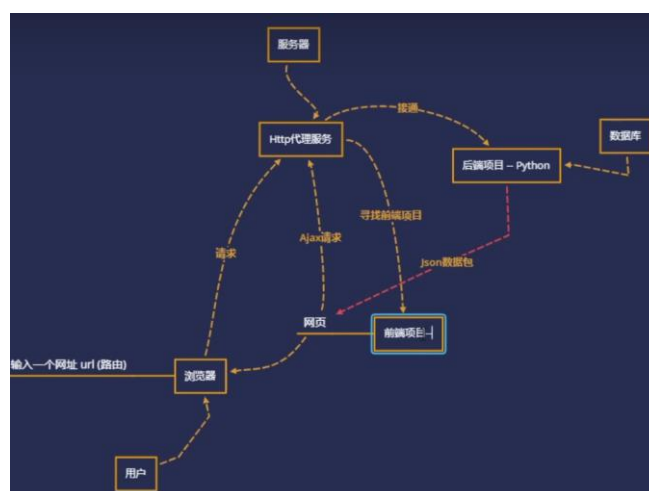 服务器
接通
Http代理服务
数据库
后端项目 – Python
寻找前端项目
Ajax请求
请求
Json数据包
网页
前端项目–
输入一个网址 url (路由)
浏览器
用户